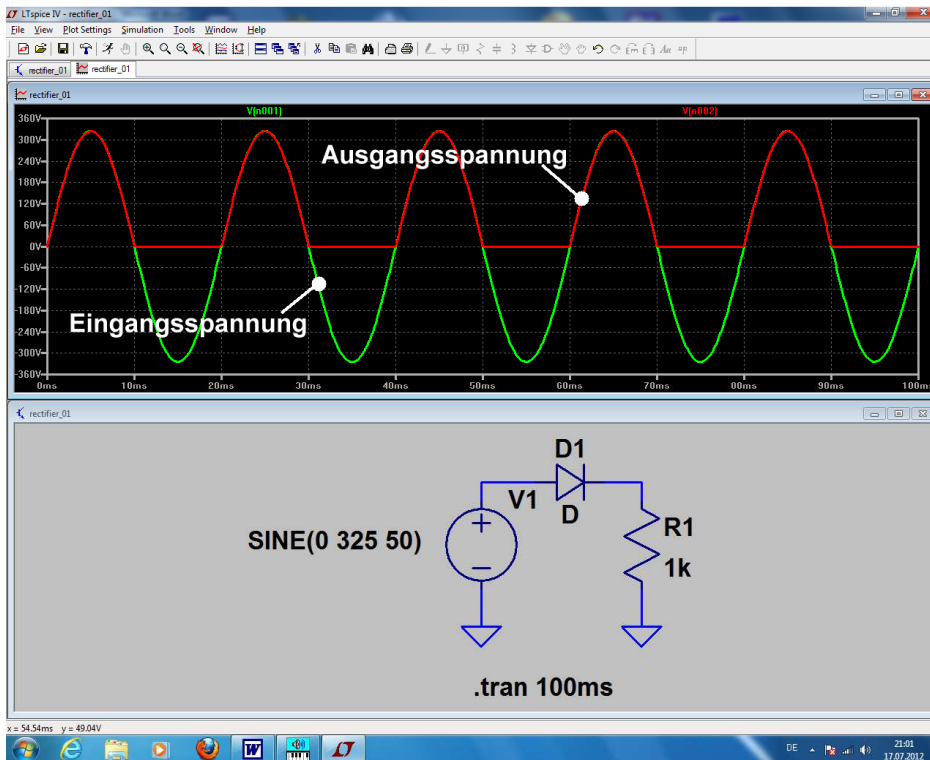 LTspice IV - rectifier_01
File View Plot Settings Simulation Tools Window Help
rectifier_01 rectifier_01
rectifier_01
V(n001) V(n002)
360V
300V
240V
180V
120V
60V
0V
-60V
-120V
-180V
-240V
-300V
-360V
Ausgangsspannung
Eingangsspannung
0ms 10ms 20ms 30ms 40ms 50ms 60ms 70ms 80ms 90ms 100ms
rectifier_01
D1
V1
D
SINE(0 325 50)
R1
1k
.tran 100ms
x = 54.54ms y = 49.04V
DE 21:01
17.07.2012